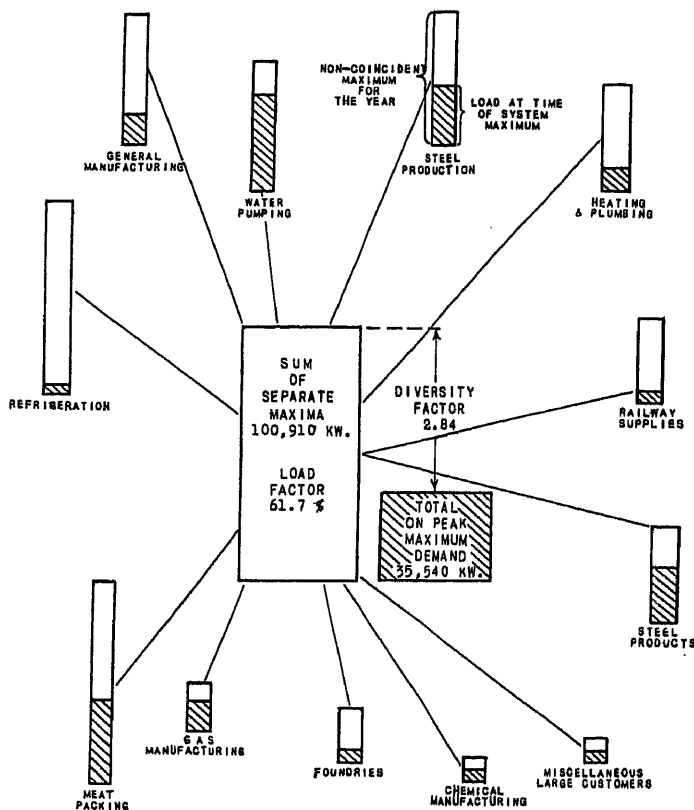 NON-COINCIDENT
MAXIMUM
FOR
THE YEAR
LOAD AT TIME
OF SYSTEM
MAXIMUM
GENERAL
MANUFACTURING
WATER
PUMPING
STEEL
PRODUCTION
HEATING
& PLUMBING
REFRIGERATION
SUM
OF
SEPARATE
MAXIMA
100,910 KW.
LOAD
FACTOR
61.7 %
DIVERSITY
FACTOR
2.84
RAILWAY
SUPPLIES
TOTAL
ON PEAK
MAXIMUM
DEMAND
35,540 KW.
STEEL
PRODUCTS
MEAT
PACKING
GAS
MANUFACTURING
FOUNDRIES
CHEMICAL
MANUFACTURING
MISCELLANEOUS
LARGE CUSTOMERS